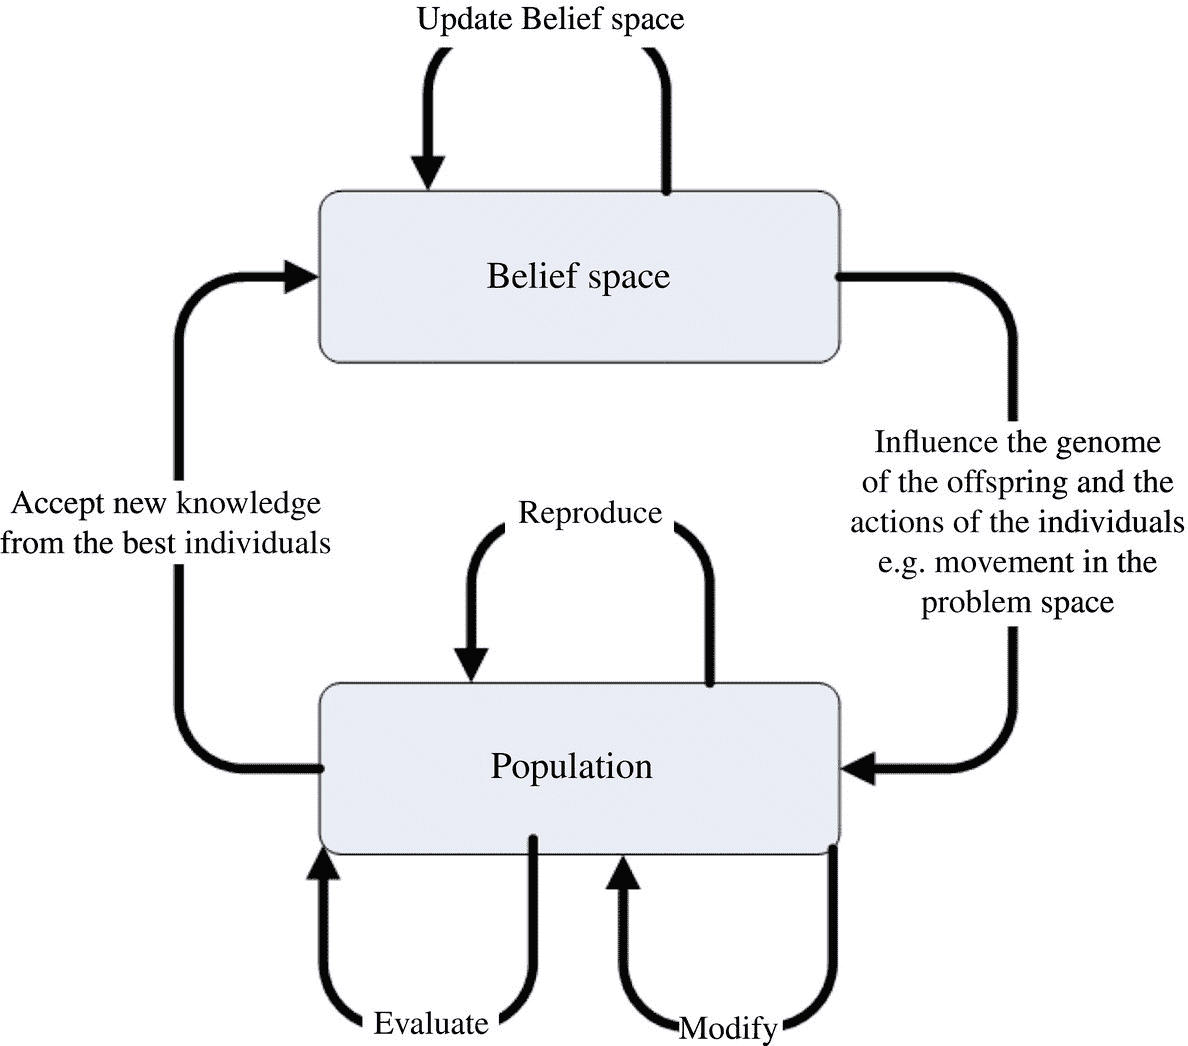 Update Belief space
Belief space
Influence the genome
of the offspring and the
actions of the individuals
e.g. movement in the
problem space
Accept new knowledge
from the best individuals
Reproduce
Population
Evaluate
Modify